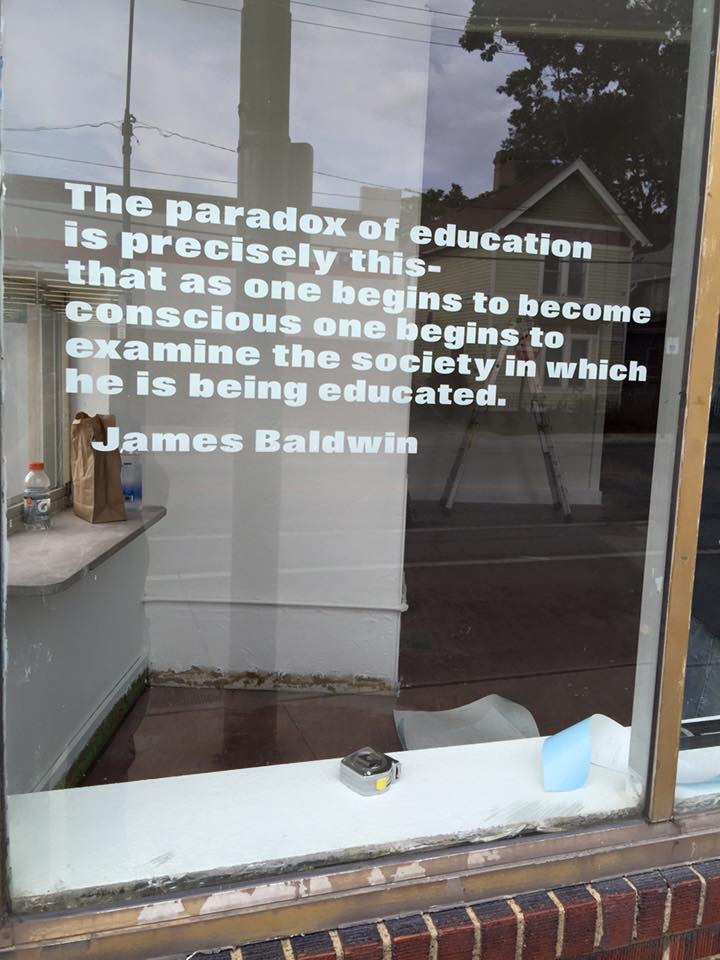 The paradox of education
is precisely this-
that as one begins to become
conscious one begins to
examine the society in which
he is being educated.
James Baldwin